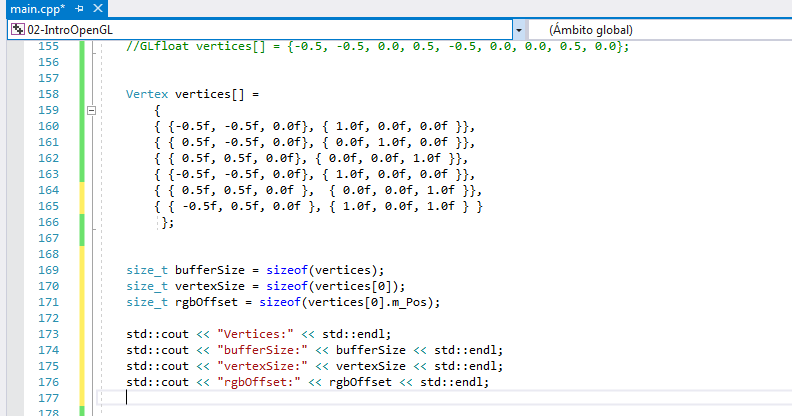 main.cpp*
02-IntroOpenGL (Ámbito global)
155 //GLfloat vertices[] = {-0.5, -0.5, 0.0, 0.5, -0.5, 0.0, 0.0, 0.5, 0.0};
156
157
158 Vertex vertices[] =
159 {
160 { {-0.5f, -0.5f, 0.0f}, { 1.0f, 0.0f, 0.0f }},
161 { { 0.5f, -0.5f, 0.0f}, { 0.0f, 1.0f, 0.0f }},
162 { { 0.5f, 0.5f, 0.0f}, { 0.0f, 0.0f, 1.0f }},
163 { {-0.5f, -0.5f, 0.0f}, { 1.0f, 0.0f, 0.0f }},
164 { { 0.5f, 0.5f, 0.0f },  { 0.0f, 0.0f, 1.0f }},
165 { { -0.5f, 0.5f, 0.0f }, { 1.0f, 0.0f, 1.0f } }
166 };
167
168
169 size_t bufferSize = sizeof(vertices);
170 size_t vertexSize = sizeof(vertices[0]);
171 size_t rgbOffset = sizeof(vertices[0].m_Pos);
172
173 std::cout << "Vertices:" << std::endl;
174 std::cout << "bufferSize:" << bufferSize << std::endl;
175 std::cout << "vertexSize:" << vertexSize << std::endl;
176 std::cout << "rgbOffset:" << rgbOffset << std::endl;
177
178